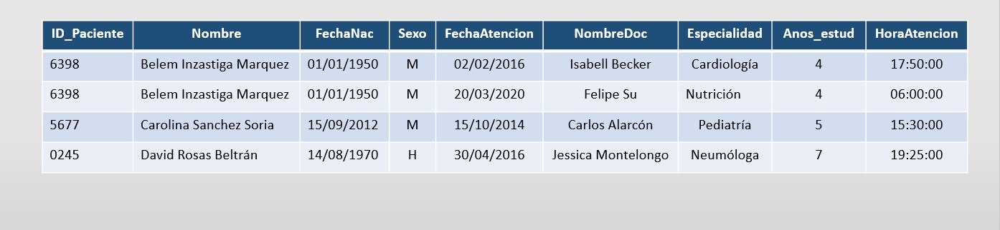 ID_Paciente Nombre FechaNac Sexo FechaAtencion NombreDoc Especialidad Anos_estud HoraAtencion
6398 Belem Inzastiga Marquez 01/01/1950 M 02/02/2016 Isabell Becker Cardiología 4 17:50:00
6398 Belem Inzastiga Marquez 01/01/1950 M 20/03/2020 Felipe Su Nutrición 4 06:00:00
5677 Carolina Sanchez Soria 15/09/2012 M 15/10/2014 Carlos Alarcón Pediatría 5 15:30:00
0245 David Rosas Beltrán 14/08/1970 H 30/04/2016 Jessica Montelongo Neumóloga 7 19:25:00